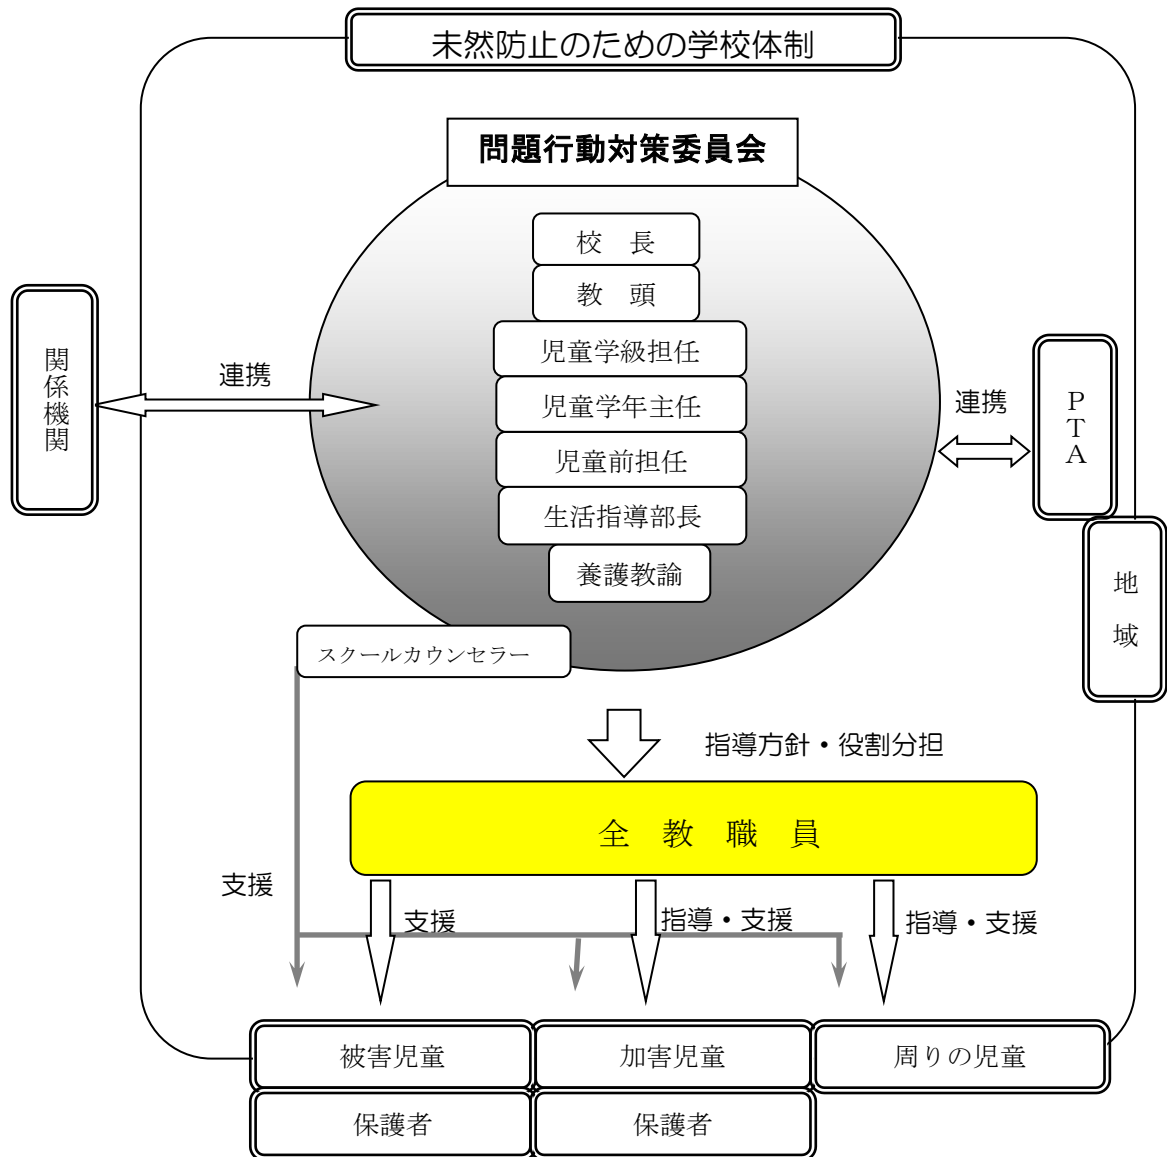 未然防止のための学校体制
問題行動対策委員会
校　長
教　頭
児童学級担任
児童学年主任
児童前担任
生活指導部長
養護教諭
スクールカウンセラー
関係機関
連携
連携
ＰＴＡ
地　域
指導方針・役割分担
全　教　職　員
支援
支援
指導・支援
指導・支援
被害児童
加害児童
周りの児童
保護者
保護者